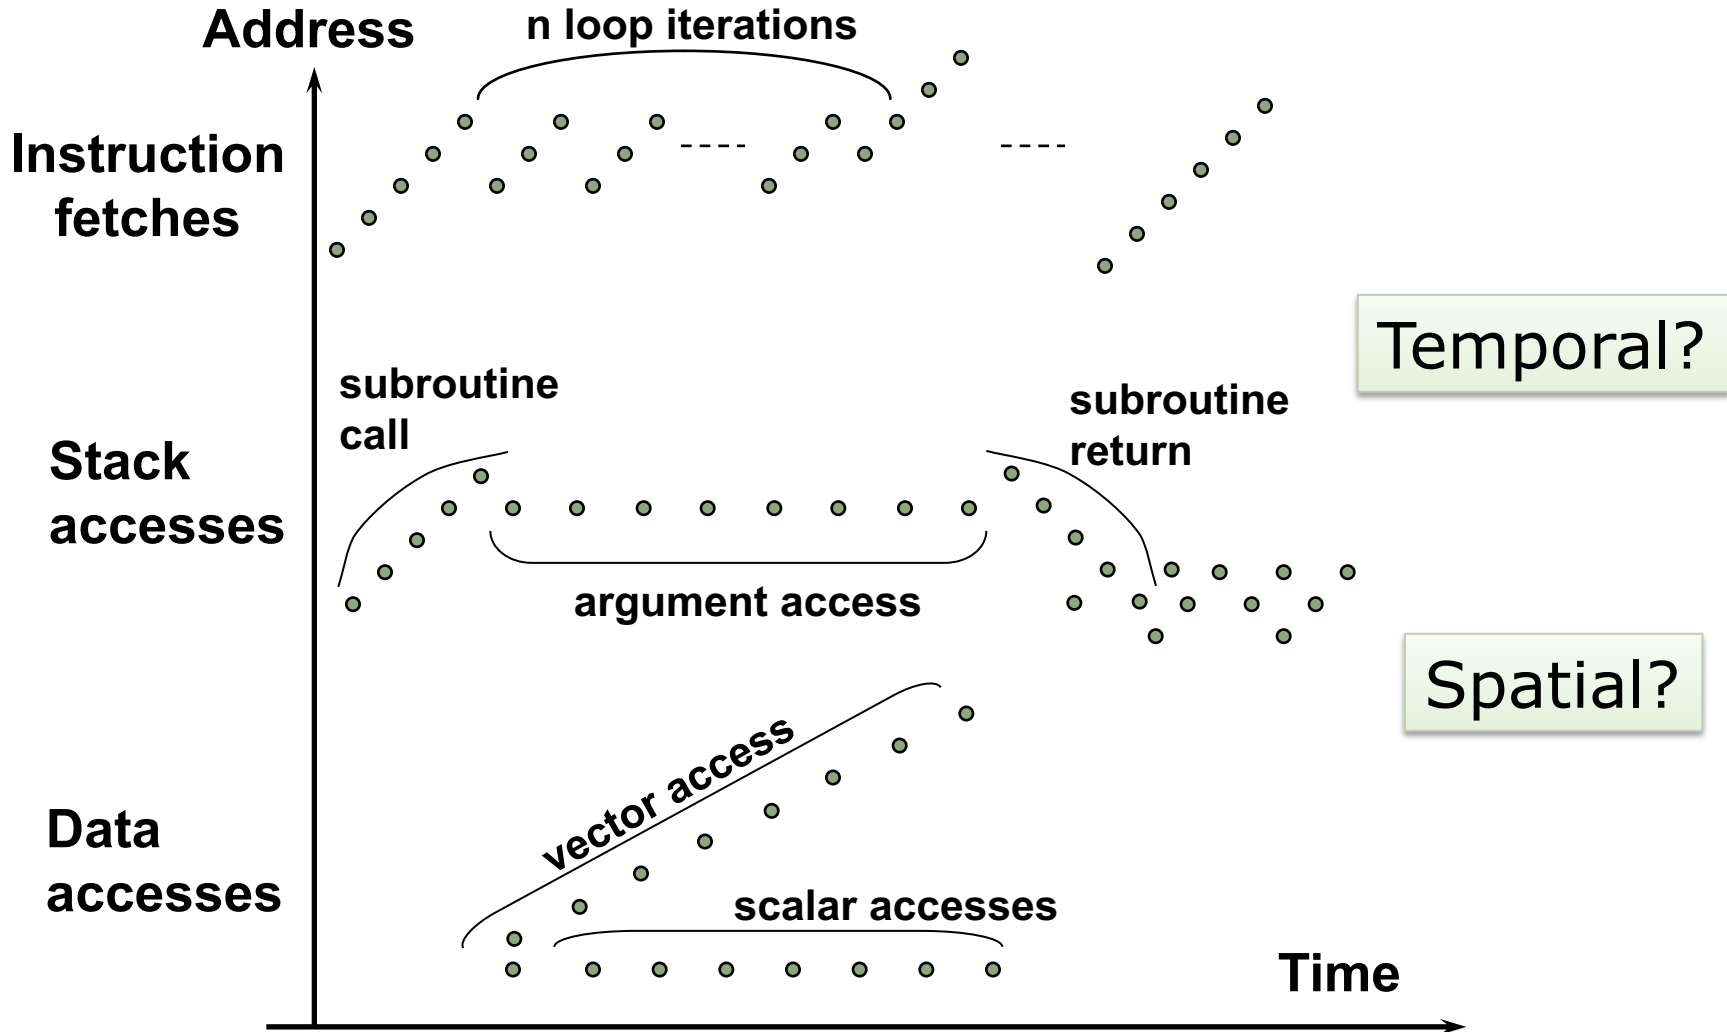 Address
n loop iterations
Instruction
fetches
Temporal?
subroutine
call
subroutine
return
Stack
accesses
argument access
Spatial?
vector access
Data
accesses
scalar accesses
Time